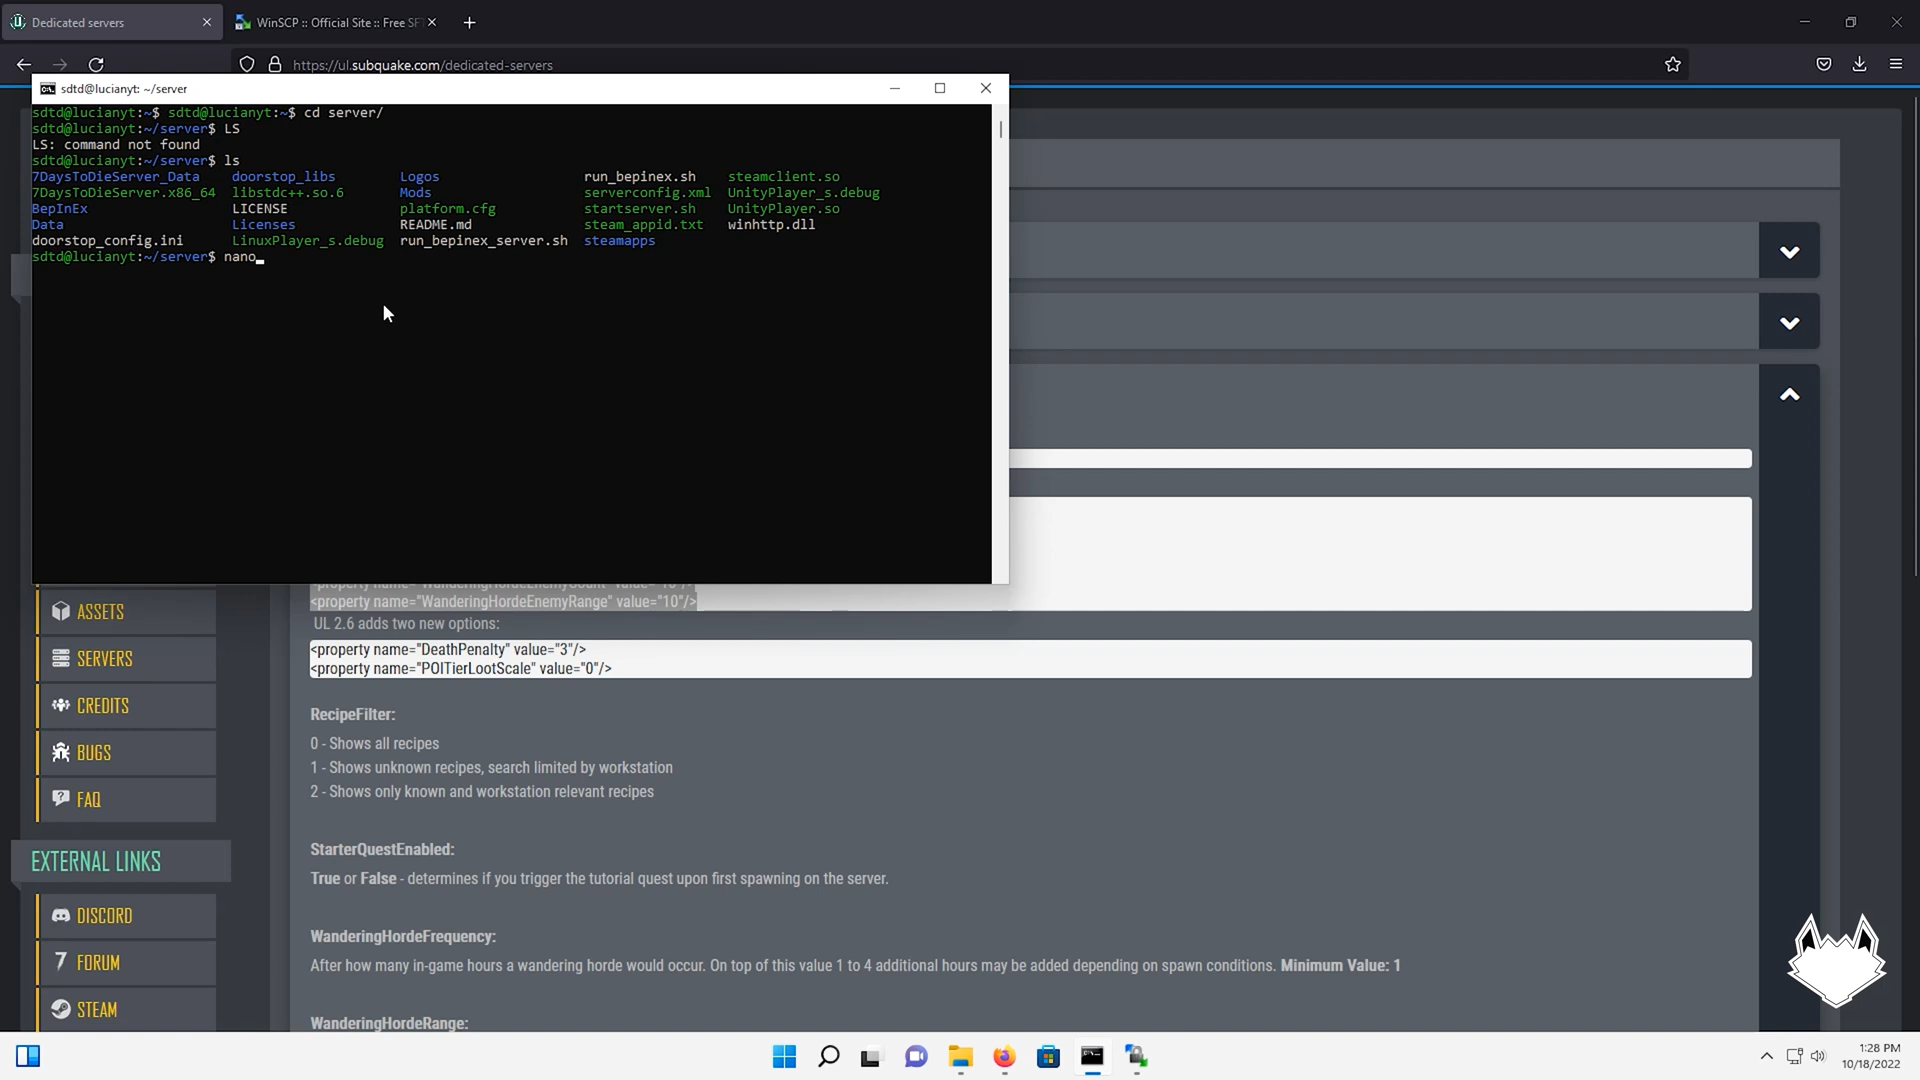 Dedicated servers
WinSCP :: Official Site :: Free SF
https://ul.subquake.com/dedicated-servers
sdtd@lucianyt: ~/server
sdtd@lucianyt:~$ sdtd@lucianyt:~$ cd server/
sdtd@lucianyt:~/server$ LS
LS: command not found
sdtd@lucianyt:~/server$ ls
7DaysToDieServer_Data doorstop_libs Logos run_bepinex.sh steamclient.so
7DaysToDieServer.x86_64 libstdc++.so.6 Mods serverconfig.xml UnityPlayer_s.debug
BepInEx LICENSE platform.cfg startserver.sh UnityPlayer.so
Data Licenses README.md steam_appid.txt winhttp.dll
doorstop_config.ini LinuxPlayer_s.debug run_bepinex_server.sh steamapps
sdtd@lucianyt:~/server$ nano
<property name="WanderingHordeEnemyRange" value="10"/>
UL 2.6 adds two new options:
<property name="DeathPenalty" value="3"/>
<property name="POITierLootScale" value="0"/>
RecipeFilter:
0 - Shows all recipes
1 - Shows unknown recipes, search limited by workstation
2 - Shows only known and workstation relevant recipes
StarterQuestEnabled:
True or False - determines if you trigger the tutorial quest upon first spawning on the server.
WanderingHordeFrequency:
After how many in-game hours a wandering horde would occur. On top of this value 1 to 4 additional hours may be added depending on spawn conditions. Minimum Value: 1
WanderingHordeRange:
ASSETS
SERVERS
CREDITS
BUGS
FAQ
EXTERNAL LINKS
DISCORD
FORUM
STEAM
1:28 PM
10/18/2022